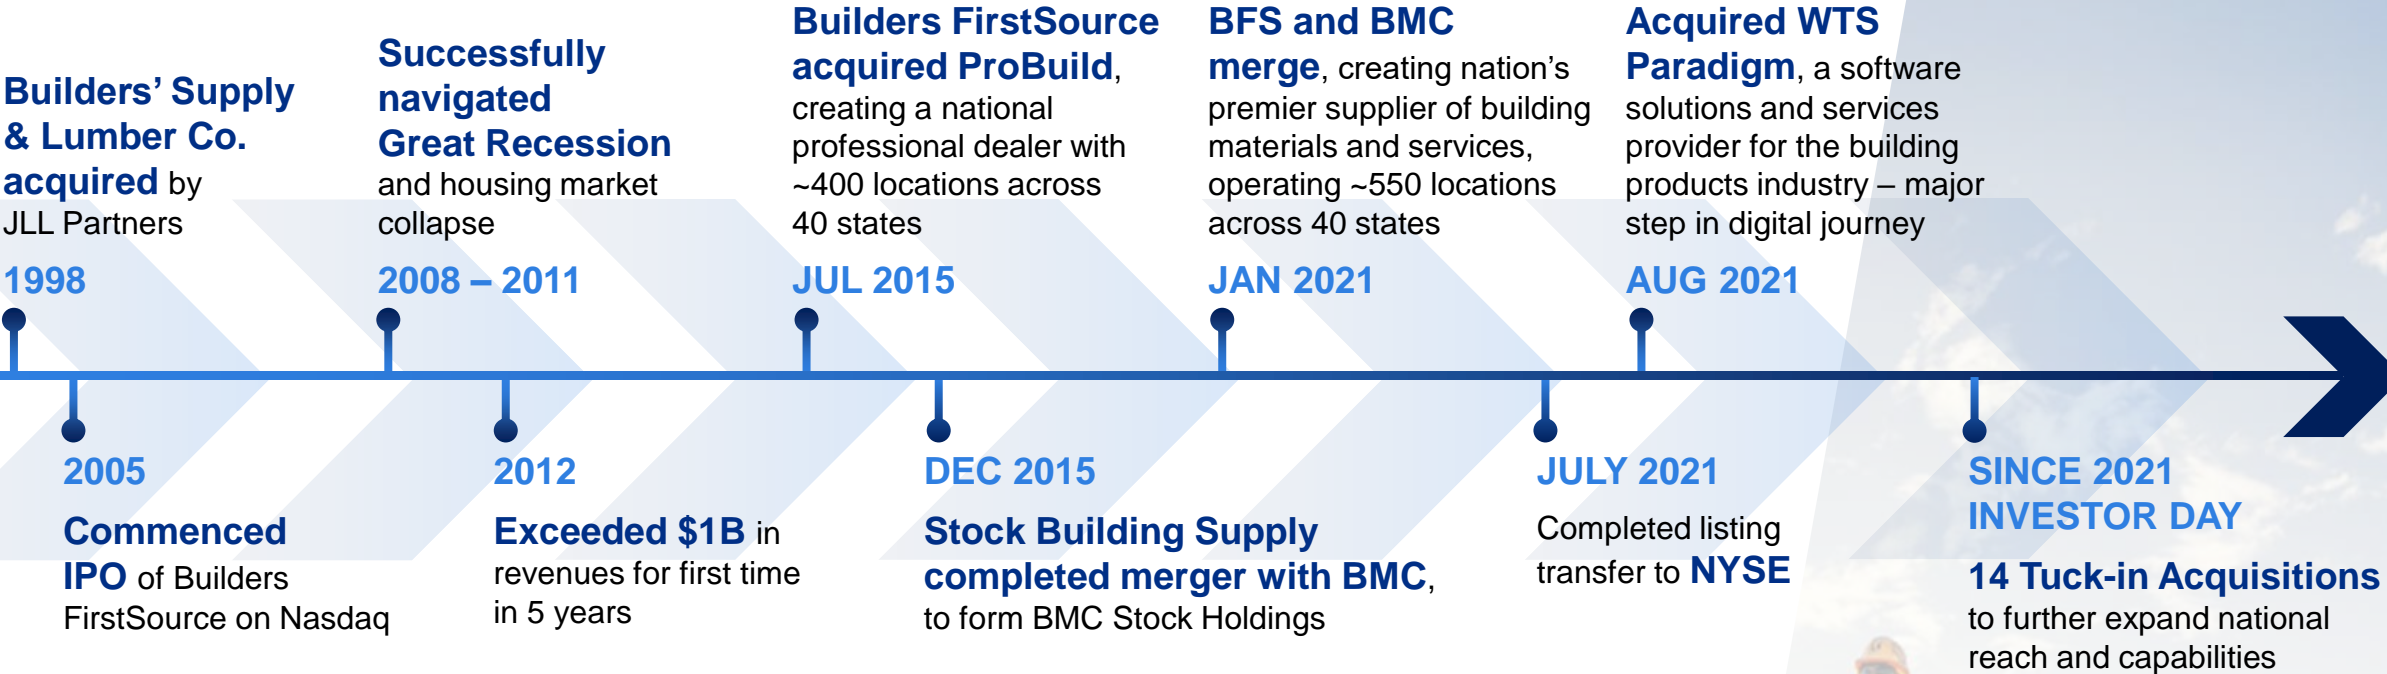 Builders’ Supply
& Lumber Co.
acquired by
JLL Partners
1998
Successfully
navigated
Great Recession
and housing market
collapse
2008 – 2011
Builders FirstSource
acquired ProBuild,
creating a national
professional dealer with
~400 locations across
40 states
JUL 2015
BFS and BMC
merge, creating nation’s
premier supplier of building
materials and services,
operating ~550 locations
across 40 states
JAN 2021
Acquired WTS
Paradigm, a software
solutions and services
provider for the building
products industry – major
step in digital journey
AUG 2021
2005
Commenced
IPO of Builders
FirstSource on Nasdaq
2012
Exceeded $1B in
revenues for first time
in 5 years
DEC 2015
Stock Building Supply
completed merger with BMC,
to form BMC Stock Holdings
JULY 2021
Completed listing
transfer to NYSE
SINCE 2021
INVESTOR DAY
14 Tuck-in Acquisitions
to further expand national
reach and capabilities